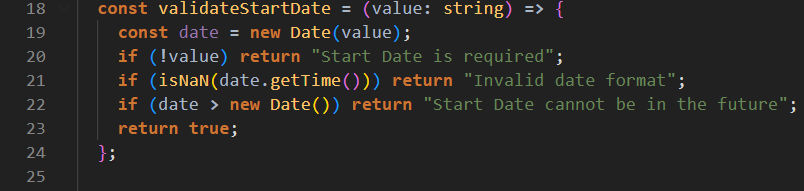 18 const validateStartDate = (value: string) => {
19 const date = new Date(value);
20 if (!value) return "Start Date is required";
21 if (isNaN(date.getTime())) return "Invalid date format";
22 if (date > new Date()) return "Start Date cannot be in the future";
23 return true;
24 };
25